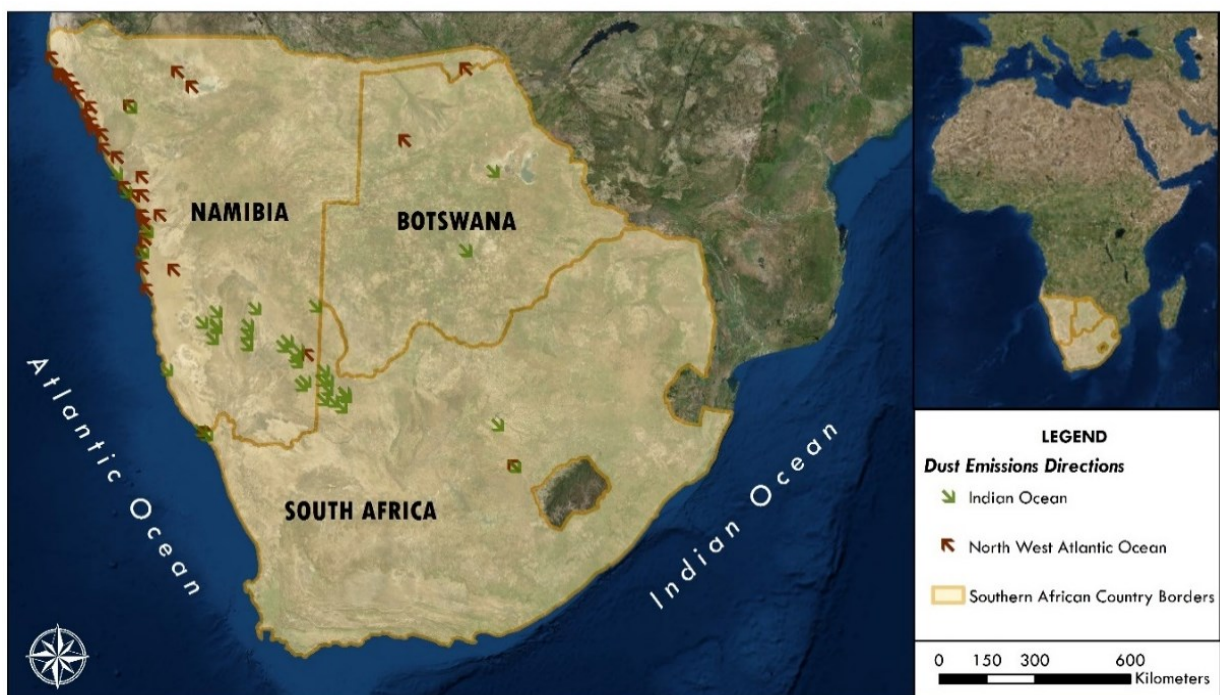 NAMIBIA
BOTSWANA
SOUTH AFRICA
Atlantic Ocean
Indian Ocean
LEGEND
Dust Emissions Directions
Indian Ocean
North West Atlantic Ocean
Southern African Country Borders
0 150 300 600
Kilometers